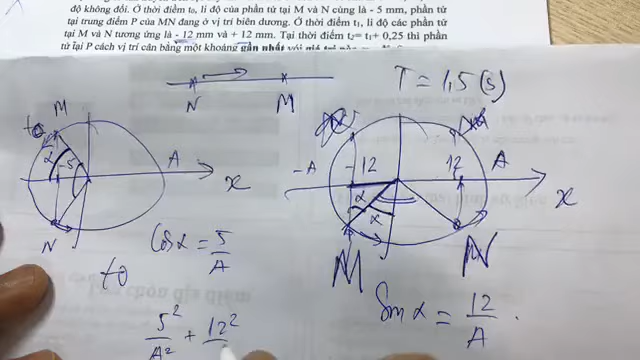 độ không đổi. Ở thời điểm t₀, li độ của phần tử tại M và N cùng là - 5 mm, phần
tử tại trung điểm P của MN đang ở vị trí biên dương. Ở thời điểm t₁, li độ các phần tử
M và N tương ứng là - 12 mm và + 12 mm. Tại thời điểm t₂= t₁+ 0,25 thì phần
tử tại P cách vị trí cân bằng một khoảng gần nhất với giá trị nào
N M
T = 1,5 (s)
M
t₀
α
-5
A
x
N
t₀
Cosα = 5/A
5²/A² + 12²
-A
-12
12
A
x
α
α
M
N
Sinα = 12/A